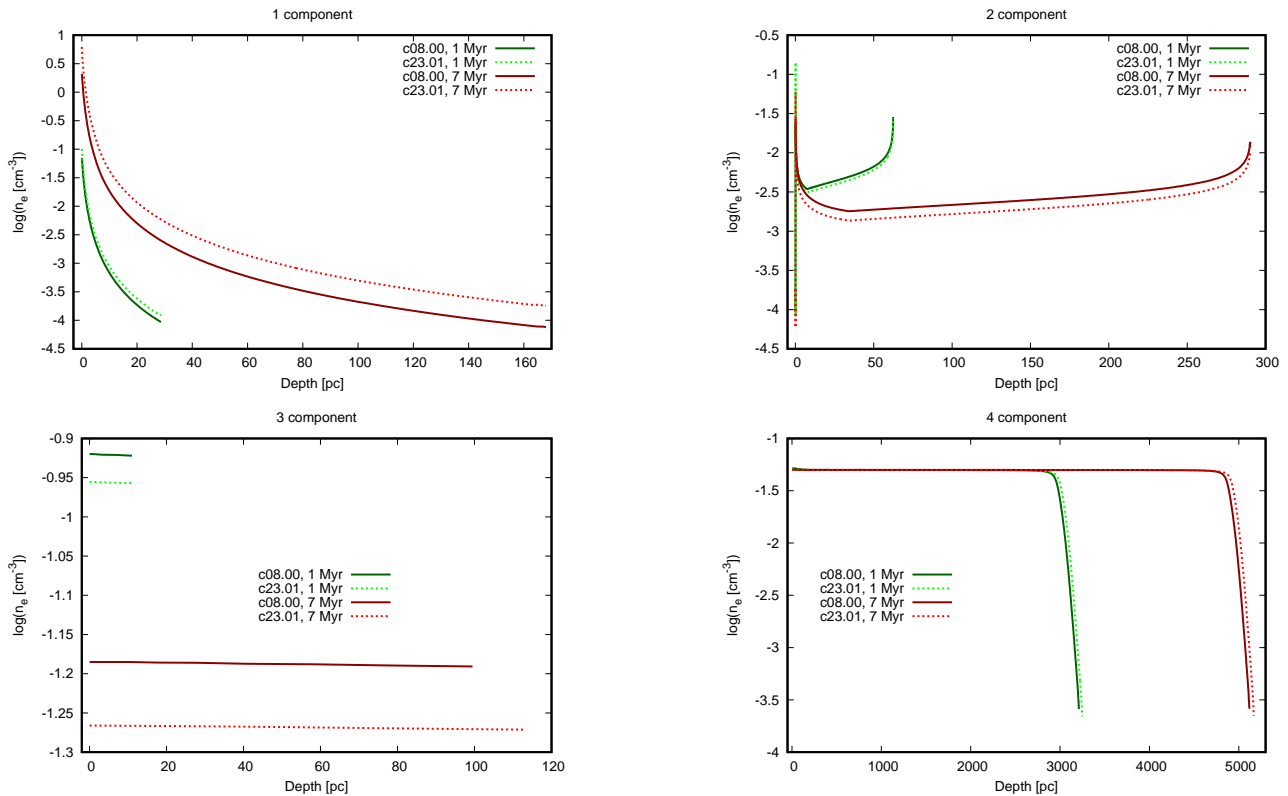 1 component
log(n_e [cm^-3])
1
0.5
0
-0.5
-1
-1.5
-2
-2.5
-3
-3.5
-4
-4.5
c08.00, 1 Myr
c23.01, 1 Myr
c08.00, 7 Myr
c23.01, 7 Myr
0 20 40 60 80 100 120 140 160
Depth [pc]
2 component
log(n_e [cm^-3])
-0.5
-1
-1.5
-2
-2.5
-3
-3.5
-4
-4.5
c08.00, 1 Myr
c23.01, 1 Myr
c08.00, 7 Myr
c23.01, 7 Myr
0 50 100 150 200 250 300
Depth [pc]
3 component
log(n_e [cm^-3])
-0.9
-0.95
-1
-1.05
-1.1
-1.15
-1.2
-1.25
-1.3
c08.00, 1 Myr
c23.01, 1 Myr
c08.00, 7 Myr
c23.01, 7 Myr
0 20 40 60 80 100 120
Depth [pc]
4 component
log(n_e [cm^-3])
-1
-1.5
-2
-2.5
-3
-3.5
-4
c08.00, 1 Myr
c23.01, 1 Myr
c08.00, 7 Myr
c23.01, 7 Myr
0 1000 2000 3000 4000 5000
Depth [pc]